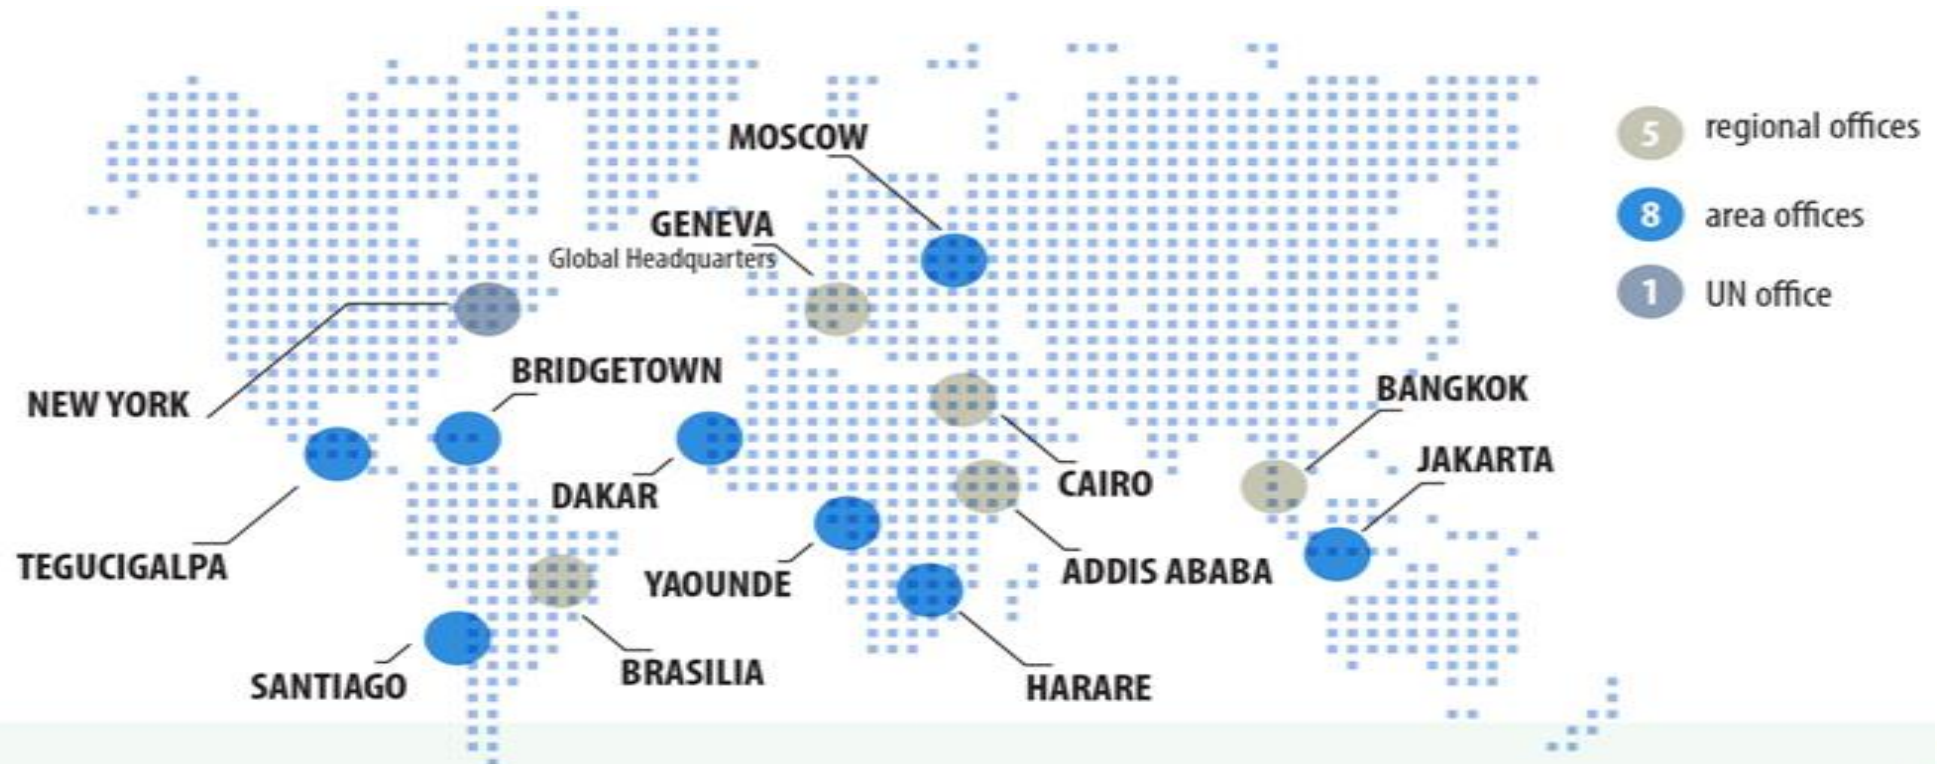 MOSCOW
GENEVA
Global Headquarters
NEW YORK
BRIDGETOWN
DAKAR
TEGUCIGALPA
YAOUNDE
SANTIAGO
BRASILIA
CAIRO
ADDIS ABABA
HARARE
BANGKOK
JAKARTA
5 regional offices
8 area offices
1 UN office